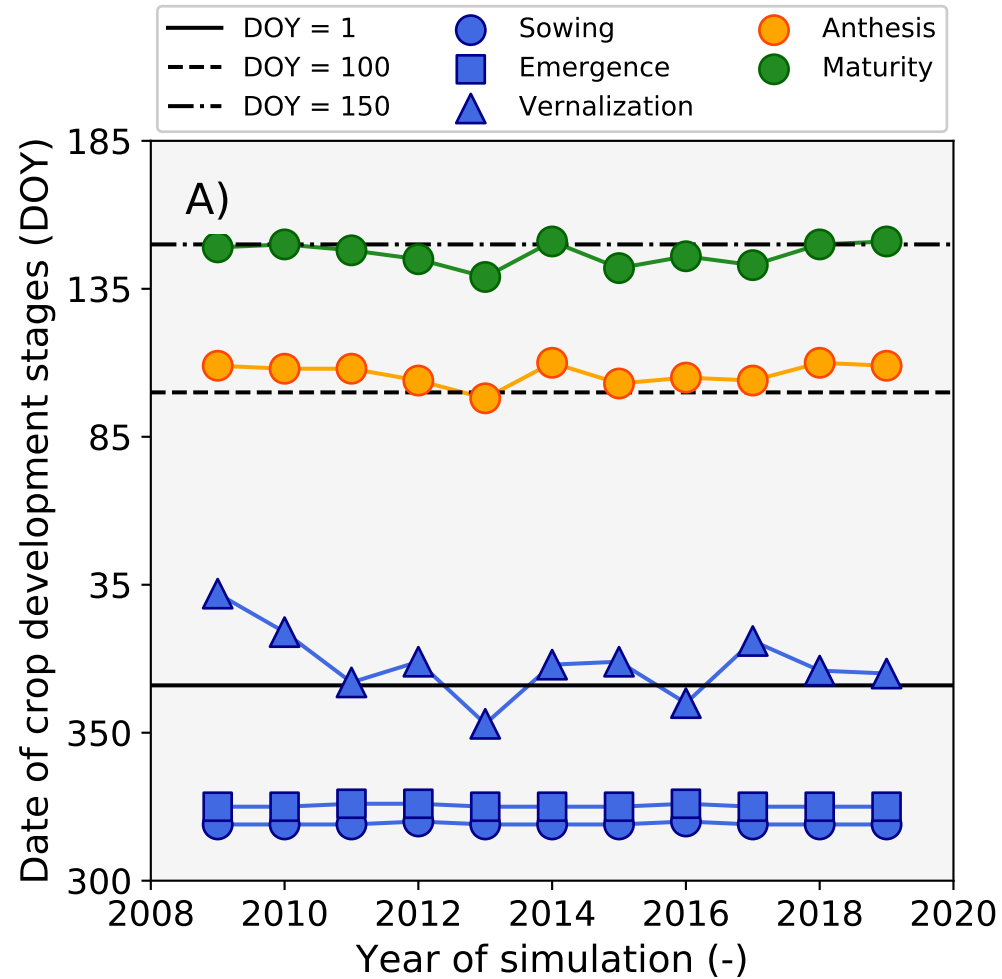 DOY = 1
DOY = 100
DOY = 150
Sowing
Emergence
Vernalization
Anthesis
Maturity
A)
Date of crop development stages (DOY)
185
135
85
35
350
300
2008 2010 2012 2014 2016 2018 2020
Year of simulation (-)